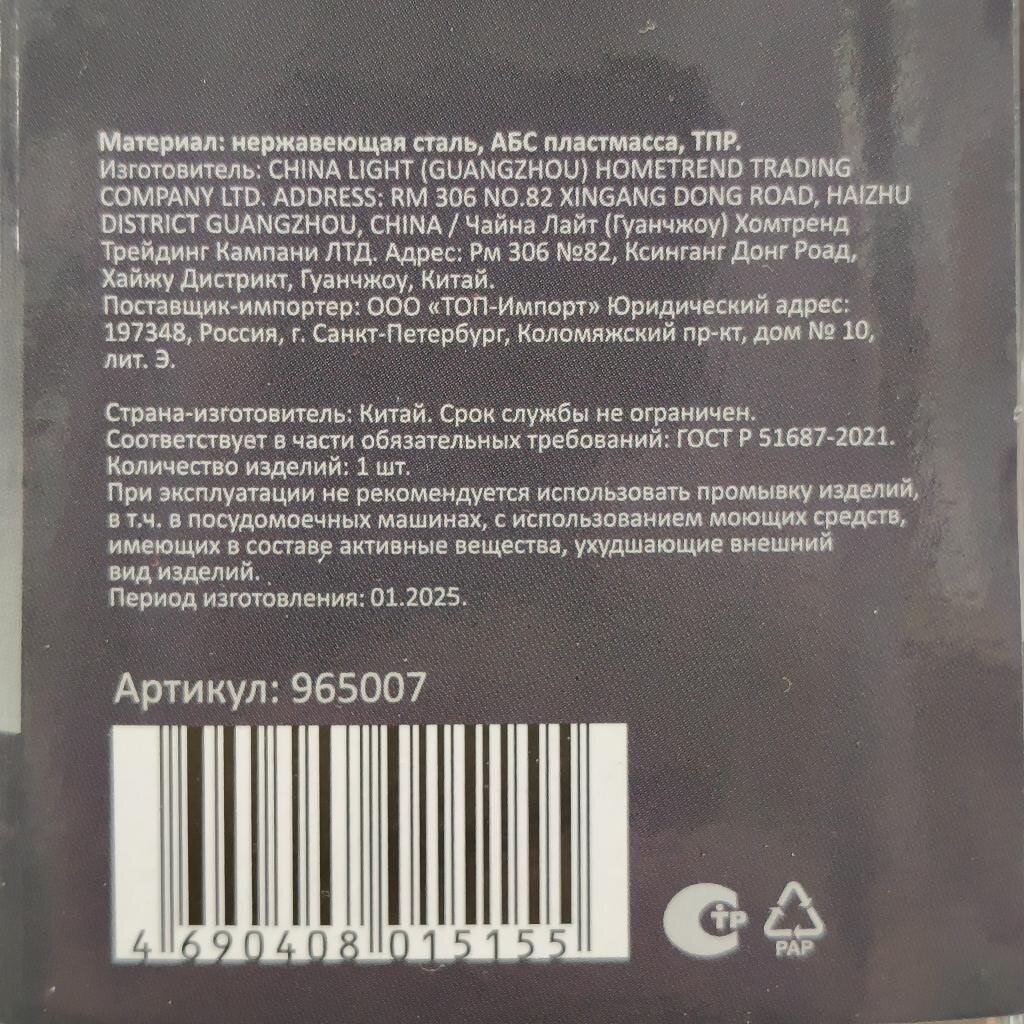 Материал: нержавеющая сталь, АБС пластмасса, ТПР.
Изготовитель: CHINA LIGHT (GUANGZHOU) HOMETREND TRADING
COMPANY LTD. ADDRESS: RM 306 NO.82 XINGANG DONG ROAD, HAIZHU
DISTRICT GUANGZHOU, CHINA / Чайна Лайт (Гуанчжоу) Хомтренд
Трейдинг Кампани ЛТД. Адрес: Рм 306 №82, Ксинганг Донг Роад,
Хайжу Дистрикт, Гуанчжоу, Китай.
Поставщик-импортер: ООО «ТОП-Импорт» Юридический адрес:
197348, Россия, г. Санкт-Петербург, Коломяжский пр-кт, дом № 10,
лит. Э.
Страна-изготовитель: Китай. Срок службы не ограничен.
Соответствует в части обязательных требований: ГОСТ Р 51687-2021.
Количество изделий: 1 шт.
При эксплуатации не рекомендуется использовать промывку изделий,
в т.ч. в посудомоечных машинах, с использованием моющих средств,
имеющих в составе активные вещества, ухудшающие внешний
вид изделий.
Период изготовления: 01.2025.
Артикул: 965007
4 690408 015155
СТР
PAP